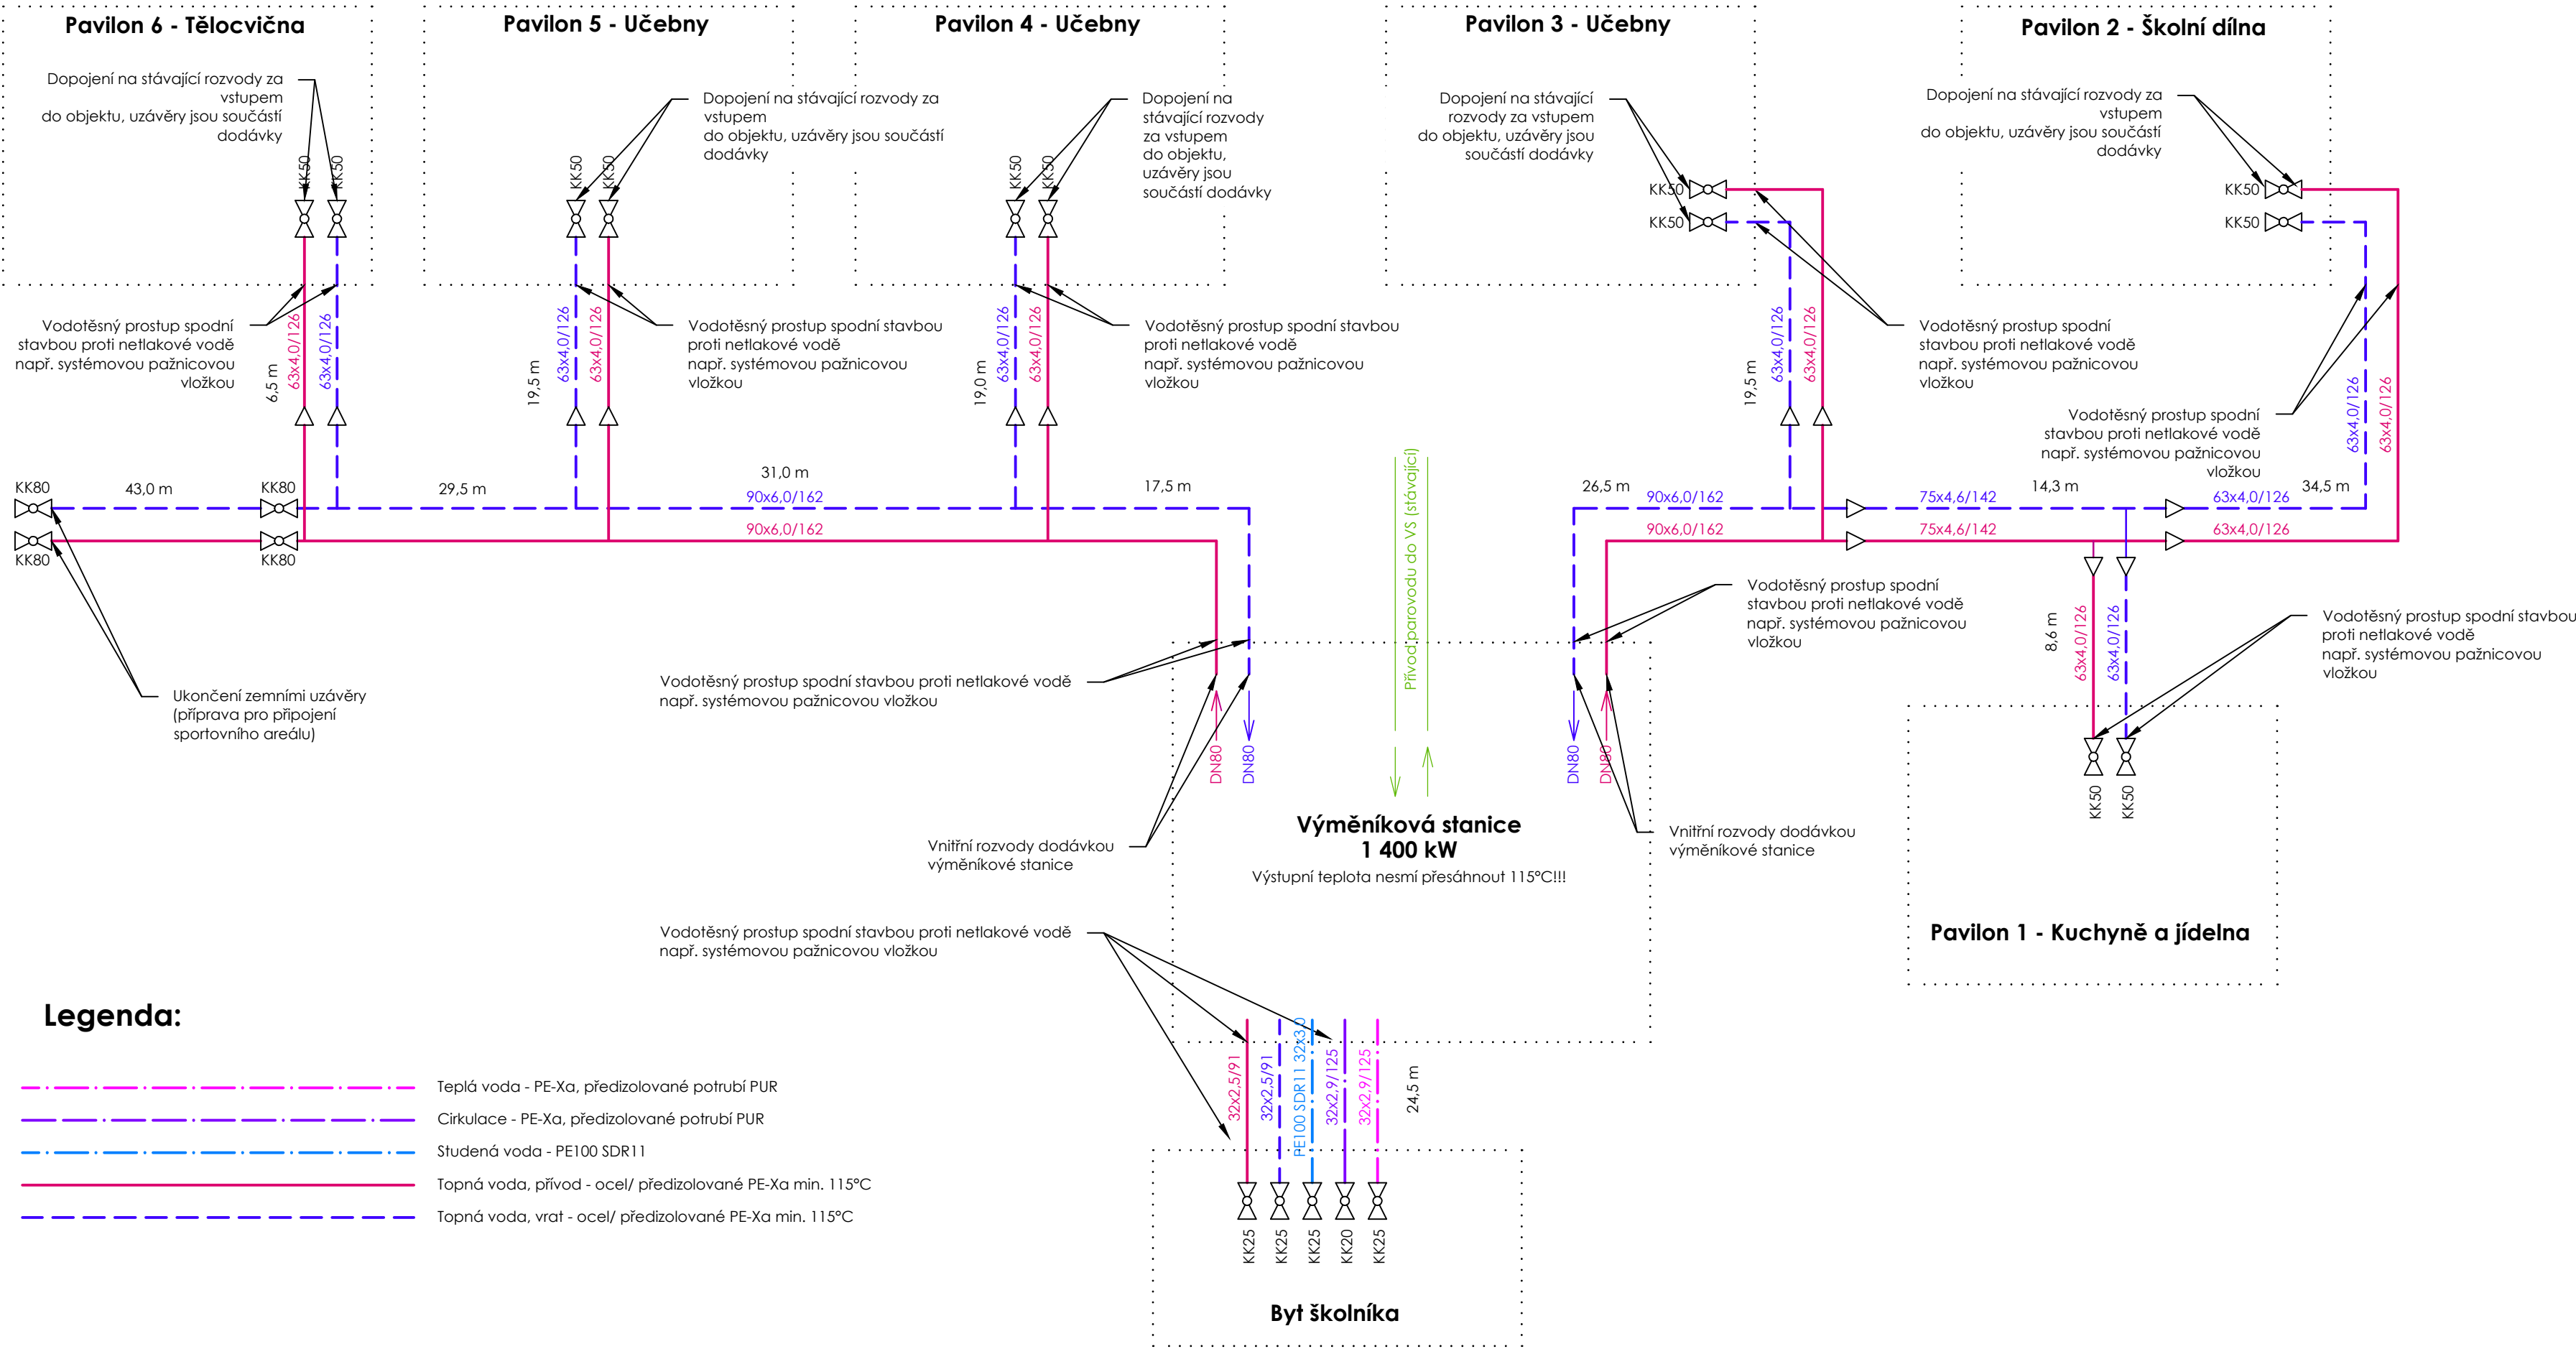 Pavilon 6 - Tělocvična
Dopojení na stávající rozvody za
vstupem
do objektu, uzávěry jsou součástí
dodávky
KK50
KK50
Vodotěsný prostup spodní
stavbou proti netlakové vodě
např. systémovou pažnicovou
vložkou
6,5 m
63x4,0/126
63x4,0/126
Pavilon 5 - Učebny
Dopojení na stávající rozvody za
vstupem
do objektu, uzávěry jsou součástí
dodávky
KK50
KK50
19,5 m
63x4,0/126
63x4,0/126
Vodotěsný prostup spodní stavbou
proti netlakové vodě
např. systémovou pažnicovou
vložkou
Pavilon 4 - Učebny
Dopojení na
stávající rozvody
za vstupem
do objektu,
uzávěry jsou
součástí dodávky
KK50
KK50
19,0 m
63x4,0/126
63x4,0/126
Vodotěsný prostup spodní stavbou
proti netlakové vodě
např. systémovou pažnicovou
vložkou
Pavilon 3 - Učebny
Dopojení na stávající
rozvody za vstupem
do objektu, uzávěry jsou
součástí dodávky
KK50
KK50
19,5 m
63x4,0/126
63x4,0/126
Vodotěsný prostup spodní
stavbou proti netlakové vodě
např. systémovou pažnicovou
vložkou
Pavilon 2 - Školní dílna
Dopojení na stávající rozvody za
vstupem
do objektu, uzávěry jsou součástí
dodávky
KK50
KK50
Vodotěsný prostup spodní
stavbou proti netlakové vodě
např. systémovou pažnicovou
vložkou
63x4,0/126
63x4,0/126
KK80
43,0 m
KK80
29,5 m
31,0 m
90x6,0/162
17,5 m
90x6,0/162
KK80
KK80
Přívod parovodu do VS (stávající)
26,5 m
90x6,0/162
75x4,6/142
14,3 m
63x4,0/126
34,5 m
90x6,0/162
75x4,6/142
63x4,0/126
Ukončení zemními uzávěry
(příprava pro připojení
sportovního areálu)
Vodotěsný prostup spodní stavbou proti netlakové vodě
např. systémovou pažnicovou vložkou
Vodotěsný prostup spodní
stavbou proti netlakové vodě
např. systémovou pažnicovou
vložkou
8,6 m
63x4,0/126
63x4,0/126
Vodotěsný prostup spodní stavbou
proti netlakové vodě
např. systémovou pažnicovou
vložkou
DN80
DN80
DN80
DN80
KK50
KK50
Výměníková stanice
1 400 kW
Výstupní teplota nesmí přesáhnout 115°C!!!
Vnitřní rozvody dodávkou
výměníkové stanice
Vnitřní rozvody dodávkou
výměníkové stanice
Pavilon 1 - Kuchyně a jídelna
Vodotěsný prostup spodní stavbou proti netlakové vodě
např. systémovou pažnicovou vložkou
32x2,5/91
32x2,5/91
PE100 SDR11 32x3,0
32x2,9/125
32x2,9/125
24,5 m
KK25
KK25
KK25
KK20
KK25
Byt školníka
Legenda:
Teplá voda - PE-Xa, předizolované potrubí PUR
Cirkulace - PE-Xa, předizolované potrubí PUR
Studená voda - PE100 SDR11
Topná voda, přívod - ocel/ předizolované PE-Xa min. 115°C
Topná voda, vrat - ocel/ předizolované PE-Xa min. 115°C